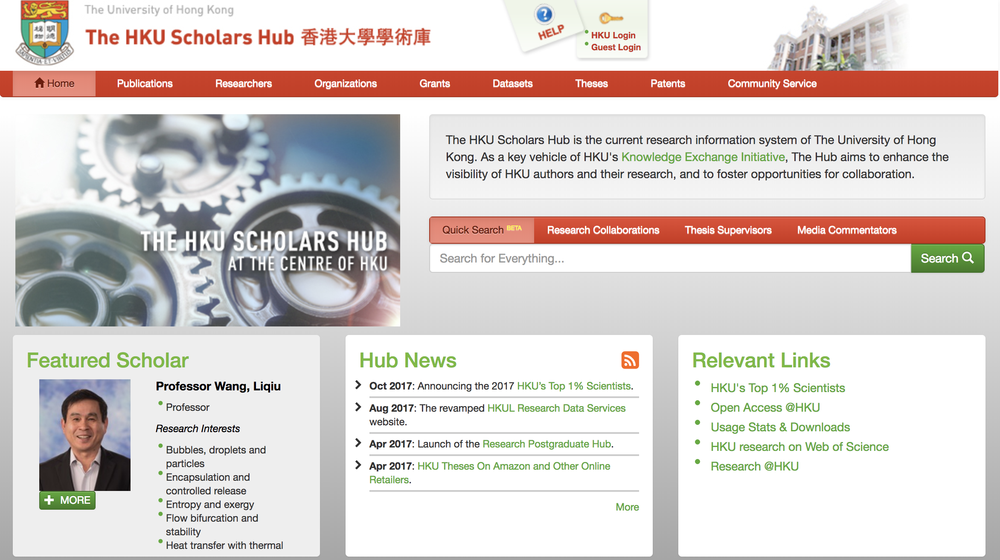 The University of Hong Kong
The HKU Scholars Hub 香港大學學術庫
SAPIENTIA·ET·VIRTUS
HELP
HKU Login
Guest Login
Home
Publications
Researchers
Organizations
Grants
Datasets
Theses
Patents
Community Service
THE HKU SCHOLARS HUB
AT THE CENTRE OF HKU
The HKU Scholars Hub is the current research information system of The University of Hong
Kong. As a key vehicle of HKU's Knowledge Exchange Initiative, The Hub aims to enhance the
visibility of HKU authors and their research, and to foster opportunities for collaboration.
Quick Search BETA
Research Collaborations
Thesis Supervisors
Media Commentators
Search for Everything...
Search
Featured Scholar
Professor Wang, Liqiu
Professor
Research Interests
Bubbles, droplets and
particles
Encapsulation and
controlled release
Entropy and exergy
Flow bifurcation and
stability
Heat transfer with thermal
MORE
Hub News
Oct 2017: Announcing the 2017 HKU’s Top 1% Scientists.
Aug 2017: The revamped HKUL Research Data Services
website.
Apr 2017: Launch of the Research Postgraduate Hub.
Apr 2017: HKU Theses On Amazon and Other Online
Retailers.
More
Relevant Links
HKU's Top 1% Scientists
Open Access @HKU
Usage Stats & Downloads
HKU research on Web of Science
Research @HKU